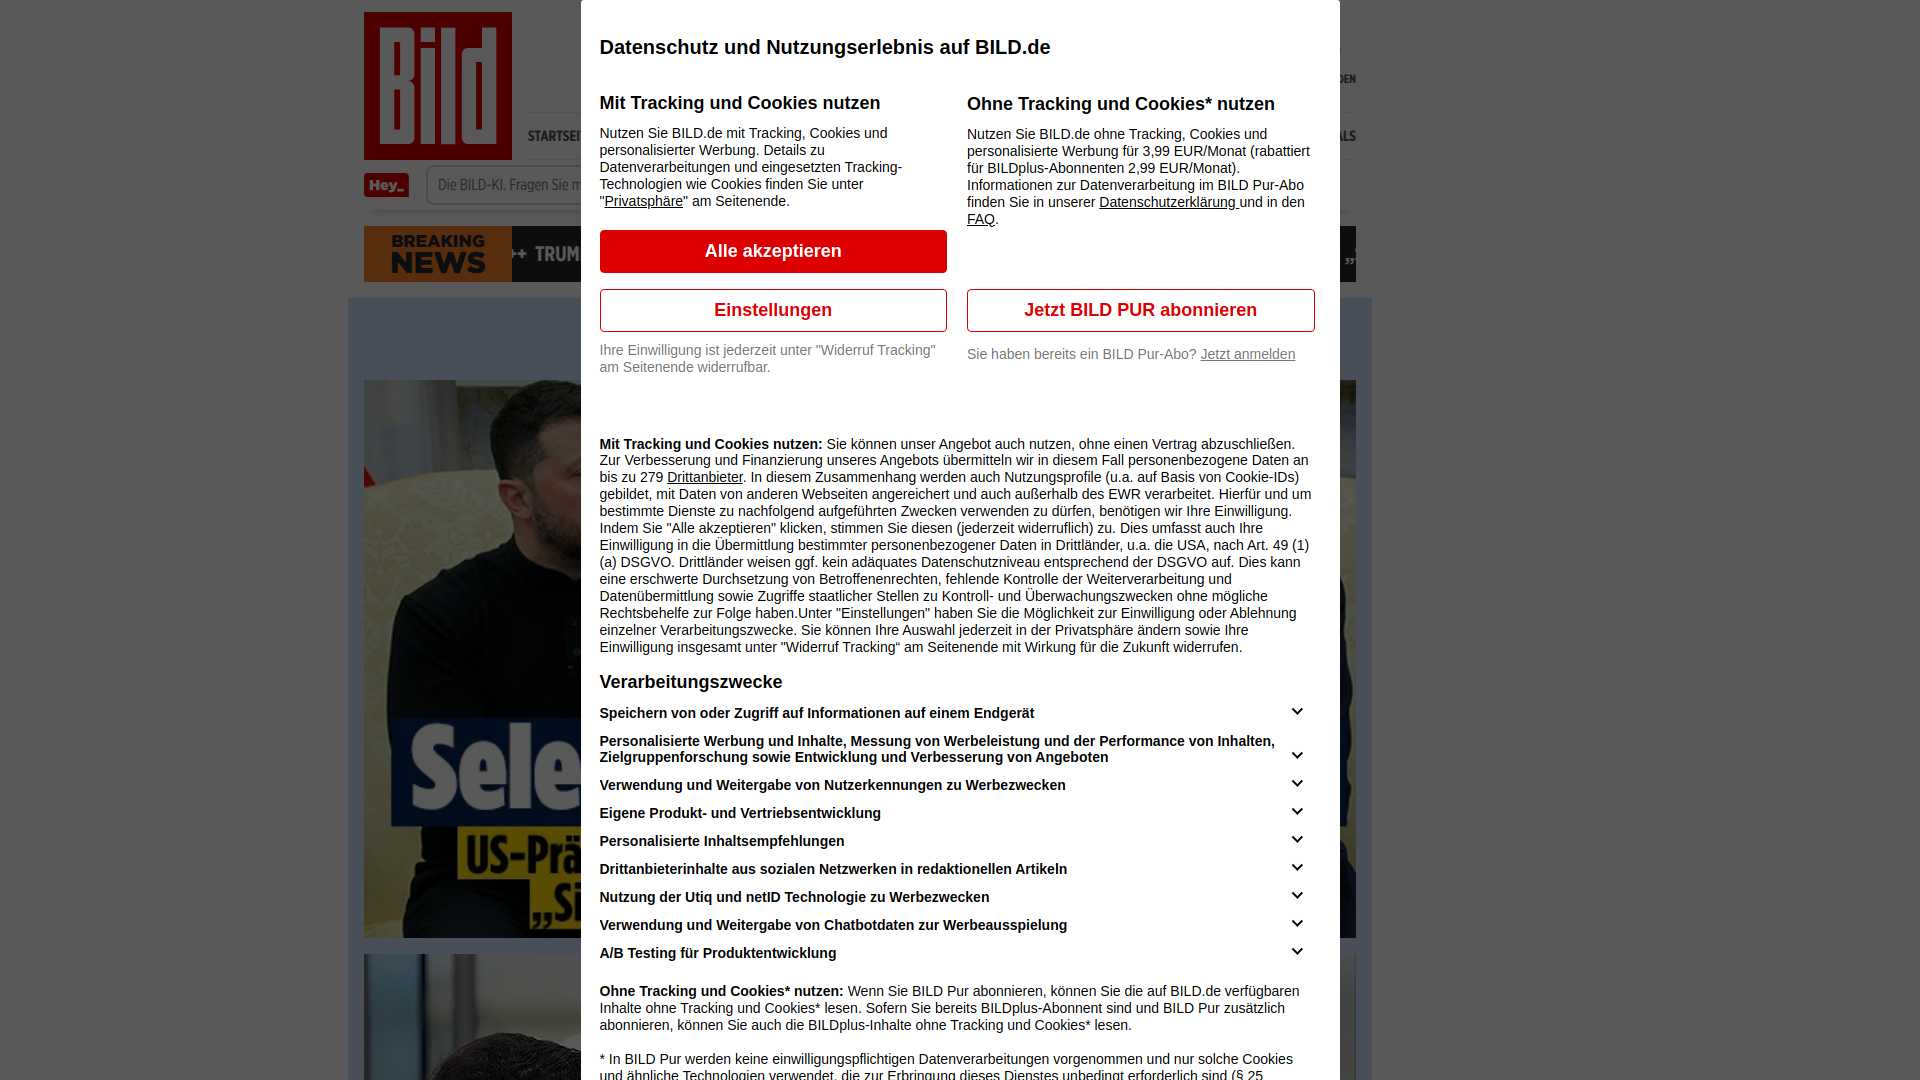 Bild
DEN
STARTSEI
ALS
Hey_
Die BILD-KI. Fragen Sie m
BREAKING
NEWS
++ TRUM
Sele
US-Prä
„Si
Datenschutz und Nutzungserlebnis auf BILD.de
Mit Tracking und Cookies nutzen
Nutzen Sie BILD.de mit Tracking, Cookies und
personalisierter Werbung. Details zu
Datenverarbeitungen und eingesetzten Tracking-
Technologien wie Cookies finden Sie unter
"Privatsphäre" am Seitenende.
Alle akzeptieren
Einstellungen
Ihre Einwilligung ist jederzeit unter "Widerruf Tracking"
am Seitenende widerrufbar.
Ohne Tracking und Cookies* nutzen
Nutzen Sie BILD.de ohne Tracking, Cookies und
personalisierte Werbung für 3,99 EUR/Monat (rabattiert
für BILDplus-Abonnenten 2,99 EUR/Monat).
Informationen zur Datenverarbeitung im BILD Pur-Abo
finden Sie in unserer Datenschutzerklärung und in den
FAQ.
Jetzt BILD PUR abonnieren
Sie haben bereits ein BILD Pur-Abo? Jetzt anmelden
Mit Tracking und Cookies nutzen: Sie können unser Angebot auch nutzen, ohne einen Vertrag abzuschließen.
Zur Verbesserung und Finanzierung unseres Angebots übermitteln wir in diesem Fall personenbezogene Daten an
bis zu 279 Drittanbieter. In diesem Zusammenhang werden auch Nutzungsprofile (u.a. auf Basis von Cookie-IDs)
gebildet, mit Daten von anderen Webseiten angereichert und auch außerhalb des EWR verarbeitet. Hierfür und um
bestimmte Dienste zu nachfolgend aufgeführten Zwecken verwenden zu dürfen, benötigen wir Ihre Einwilligung.
Indem Sie "Alle akzeptieren" klicken, stimmen Sie diesen (jederzeit widerruflich) zu. Dies umfasst auch Ihre
Einwilligung in die Übermittlung bestimmter personenbezogener Daten in Drittländer, u.a. die USA, nach Art. 49 (1)
(a) DSGVO. Drittländer weisen ggf. kein adäquates Datenschutzniveau entsprechend der DSGVO auf. Dies kann
eine erschwerte Durchsetzung von Betroffenenrechten, fehlende Kontrolle der Weiterverarbeitung und
Datenübermittlung sowie Zugriffe staatlicher Stellen zu Kontroll- und Überwachungszwecken ohne mögliche
Rechtsbehelfe zur Folge haben.Unter "Einstellungen" haben Sie die Möglichkeit zur Einwilligung oder Ablehnung
einzelner Verarbeitungszwecke. Sie können Ihre Auswahl jederzeit in der Privatsphäre ändern sowie Ihre
Einwilligung insgesamt unter "Widerruf Tracking“ am Seitenende mit Wirkung für die Zukunft widerrufen.
Verarbeitungszwecke
Speichern von oder Zugriff auf Informationen auf einem Endgerät
Personalisierte Werbung und Inhalte, Messung von Werbeleistung und der Performance von Inhalten,
Zielgruppenforschung sowie Entwicklung und Verbesserung von Angeboten
Verwendung und Weitergabe von Nutzerkennungen zu Werbezwecken
Eigene Produkt- und Vertriebsentwicklung
Personalisierte Inhaltsempfehlungen
Drittanbieterinhalte aus sozialen Netzwerken in redaktionellen Artikeln
Nutzung der Utiq und netID Technologie zu Werbezwecken
Verwendung und Weitergabe von Chatbotdaten zur Werbeausspielung
A/B Testing für Produktentwicklung
Ohne Tracking und Cookies* nutzen: Wenn Sie BILD Pur abonnieren, können Sie die auf BILD.de verfügbaren
Inhalte ohne Tracking und Cookies* lesen. Sofern Sie bereits BILDplus-Abonnent sind und BILD Pur zusätzlich
abonnieren, können Sie auch die BILDplus-Inhalte ohne Tracking und Cookies* lesen.
* In BILD Pur werden keine einwilligungspflichtigen Datenverarbeitungen vorgenommen und nur solche Cookies
und ähnliche Technologien verwendet, die zur Erbringung dieses Dienstes unbedingt erforderlich sind (§ 25